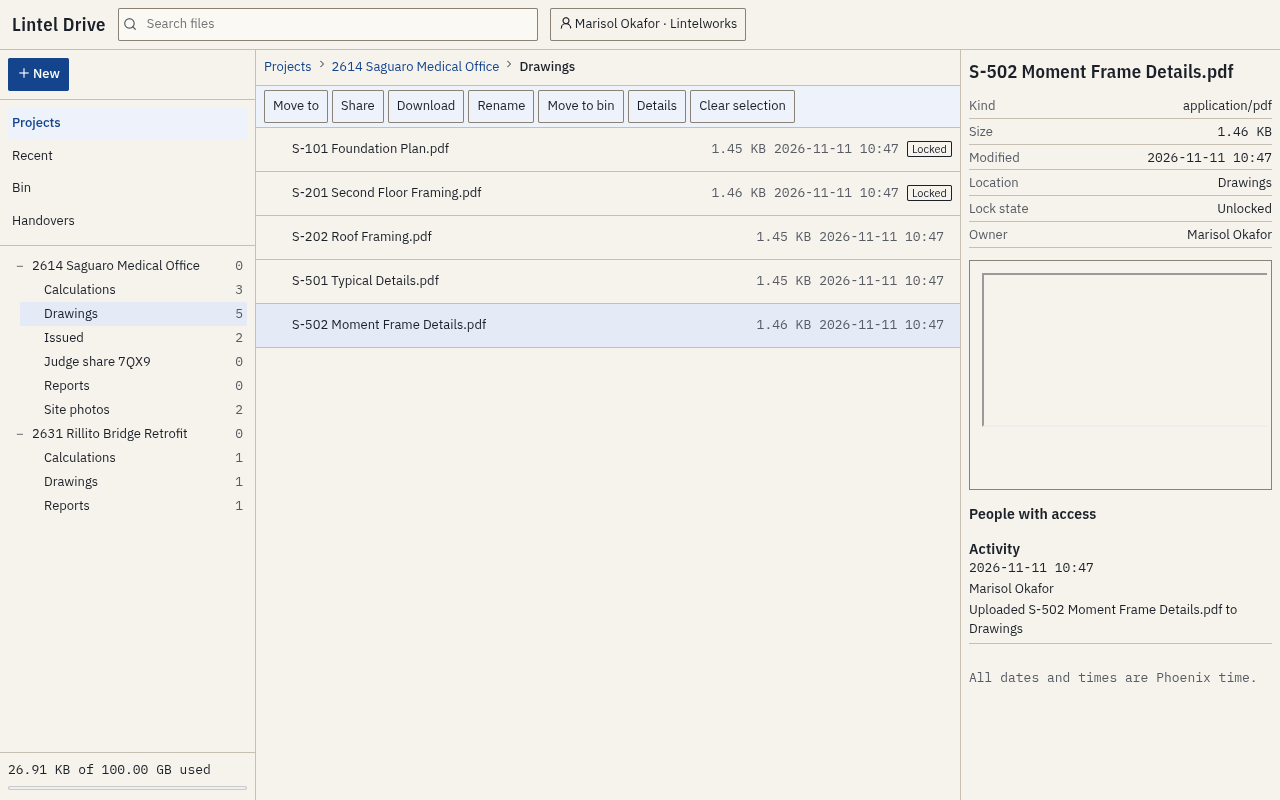 Lintel Drive
Search files
Marisol Okafor · Lintelworks
New
Projects
Recent
Bin
Handovers
2614 Saguaro Medical Office 0
Calculations 3
Drawings 5
Issued 2
Judge share 7QX9 0
Reports 0
Site photos 2
2631 Rillito Bridge Retrofit 0
Calculations 1
Drawings 1
Reports 1
26.91 KB of 100.00 GB used
Projects > 2614 Saguaro Medical Office > Drawings
Move to Share Download Rename Move to bin Details Clear selection
S-101 Foundation Plan.pdf 1.45 KB 2026-11-11 10:47 Locked
S-201 Second Floor Framing.pdf 1.46 KB 2026-11-11 10:47 Locked
S-202 Roof Framing.pdf 1.45 KB 2026-11-11 10:47
S-501 Typical Details.pdf 1.45 KB 2026-11-11 10:47
S-502 Moment Frame Details.pdf 1.46 KB 2026-11-11 10:47
S-502 Moment Frame Details.pdf
Kind application/pdf
Size 1.46 KB
Modified 2026-11-11 10:47
Location Drawings
Lock state Unlocked
Owner Marisol Okafor
People with access
Activity
2026-11-11 10:47
Marisol Okafor
Uploaded S-502 Moment Frame Details.pdf to
Drawings
All dates and times are Phoenix time.